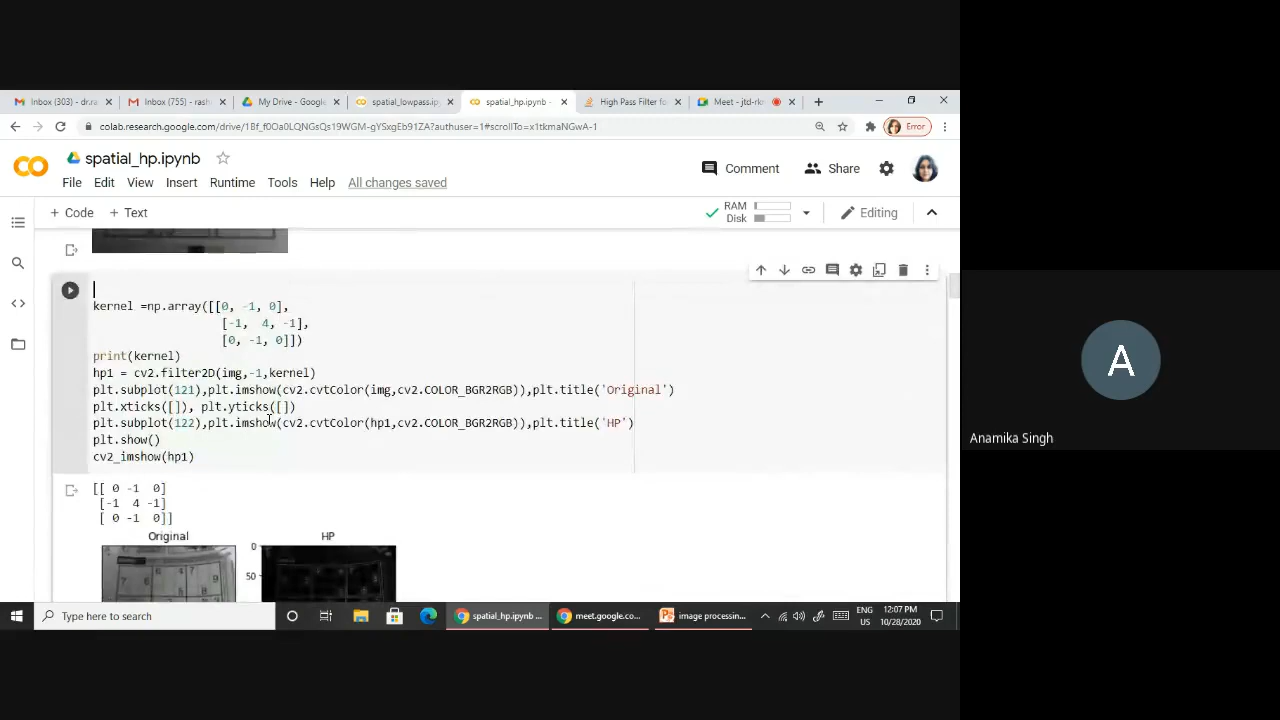 Inbox (303) - dr.ra
Inbox (755) - rash
My Drive - Google
spatial_lowpass.ip
spatial_hp.ipynb -
High Pass Filter fo
Meet - jtd-rkn
colab.research.google.com/drive/1Bf_f0Oa0LQNGsQs19WGM-gYSxgEb91ZA?authuser=1#scrollTo=x1tkmaNGwA-1
Error
spatial_hp.ipynb
Comment
Share
File Edit View Insert Runtime Tools Help All changes saved
+ Code + Text
RAM
Disk
Editing
kernel =np.array([[0, -1, 0],
[-1, 4, -1],
[0, -1, 0]])
print(kernel)
hp1 = cv2.filter2D(img,-1,kernel)
plt.subplot(121),plt.imshow(cv2.cvtColor(img,cv2.COLOR_BGR2RGB)),plt.title('Original')
plt.xticks([]), plt.yticks([])
plt.subplot(122),plt.imshow(cv2.cvtColor(hp1,cv2.COLOR_BGR2RGB)),plt.title('HP')
plt.show()
cv2_imshow(hp1)
[[ 0 -1 0]
[-1 4 -1]
[ 0 -1 0]]
Original
HP
0
50
A
Anamika Singh
Type here to search
spatial_hp.ipynb ...
meet.google.co...
image processin...
ENG
US
12:07 PM
10/28/2020